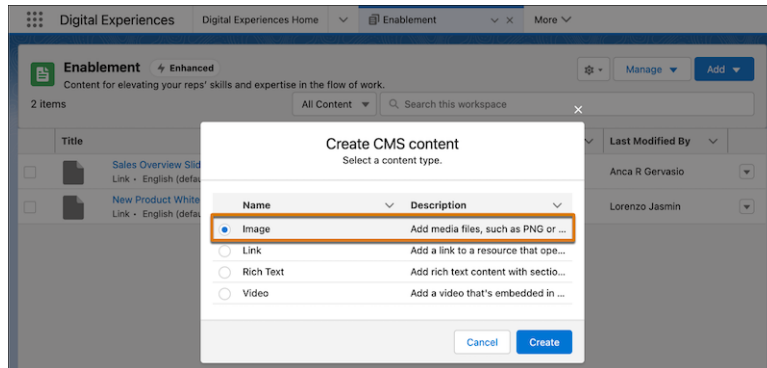 Digital Experiences Digital Experiences Home Enablement More
Enablement Enhanced
Content for elevating your reps' skills and expertise in the flow of work.
Manage Add
2 items All Content Search this workspace
Title Last Modified By
Sales Overview Slid
Link • English (defau
Anca R Gervasio
New Product White
Link • English (defau
Lorenzo Jasmin
Create CMS content
Select a content type.
Name Description
Image Add media files, such as PNG or ...
Link Add a link to a resource that ope...
Rich Text Add rich text content with sectio...
Video Add a video that's embedded in ...
Cancel Create